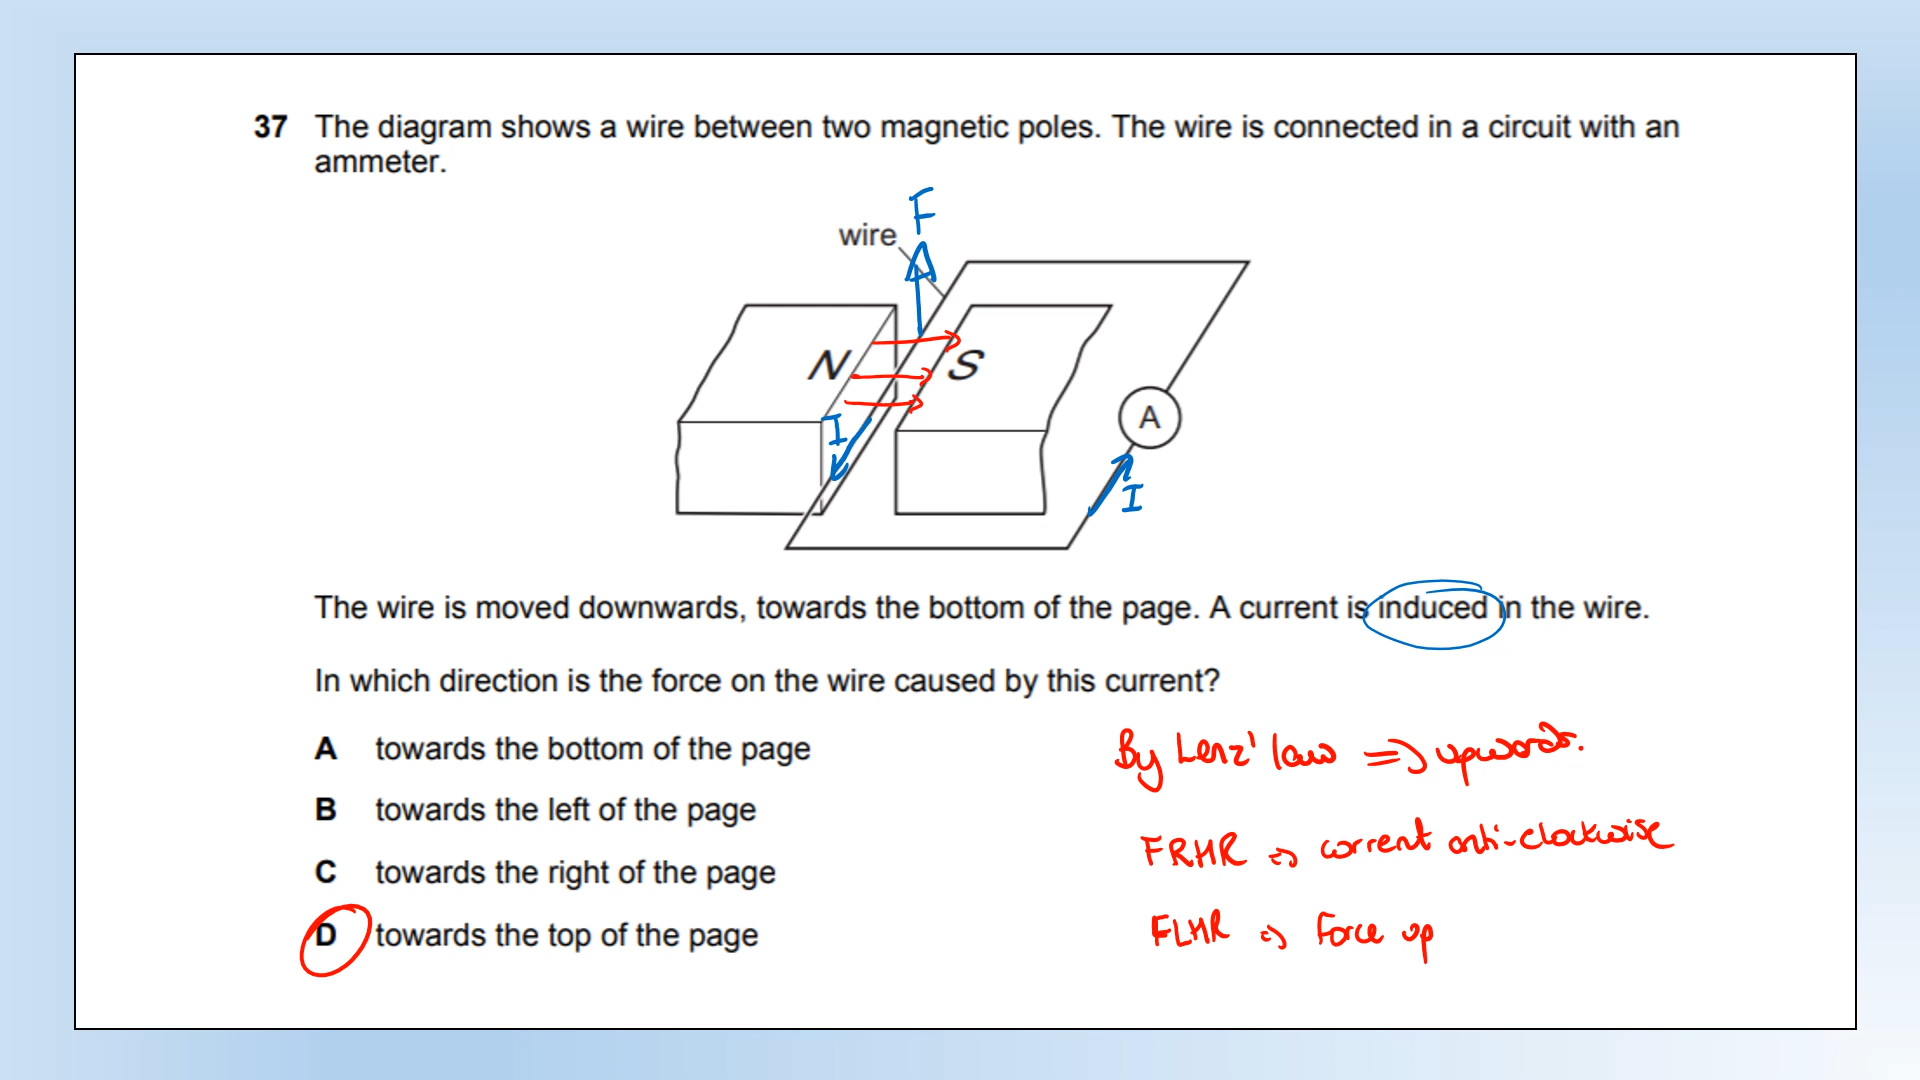 37 The diagram shows a wire between two magnetic poles. The wire is connected in a circuit with an
ammeter.
F
wire
N
S
I
A
I
The wire is moved downwards, towards the bottom of the page. A current is induced in the wire.
In which direction is the force on the wire caused by this current?
A towards the bottom of the page
B towards the left of the page
C towards the right of the page
D towards the top of the page
By Lenz' law ⇒ upwards.
FRHR ⇒ current anti-clockwise
FLHR ⇒ Force up